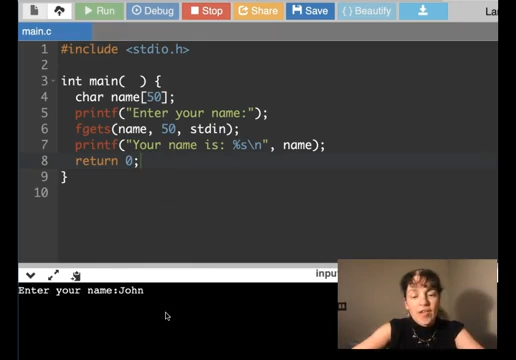 Run Debug Stop Share Save { } Beautify
main.c
1 #include <stdio.h>
2
3 int main(  ) {
4 char name[50];
5 printf("Enter your name:");
6 fgets(name, 50, stdin);
7 printf("Your name is: %s\n", name);
8 return 0;
9 }
10
Enter your name:John